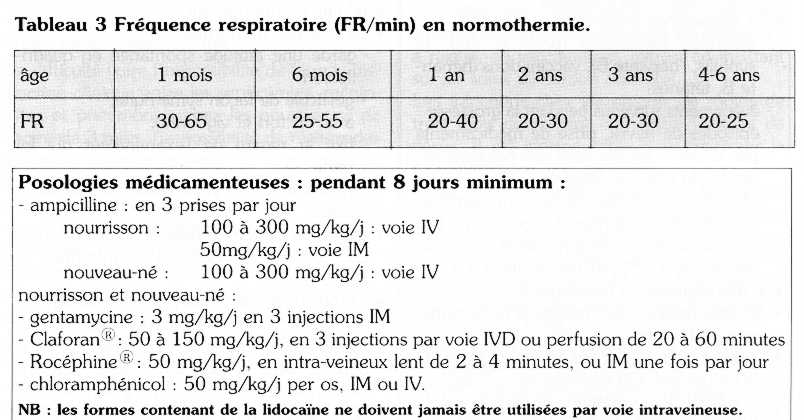 Tableau 3 Fréquence respiratoire (FR/min) en normothermie.
âge 1 mois 6 mois 1 an 2 ans 3 ans 4-6 ans
FR 30-65 25-55 20-40 20-30 20-30 20-25
Posologies médicamenteuses : pendant 8 jours minimum :
- ampicilline : en 3 prises par jour
nourrisson : 100 à 300 mg/kg/j : voie IV
50mg/kg/j : voie IM
nouveau-né : 100 à 300 mg/kg/j : voie IV
nourrisson et nouveau-né :
- gentamycine : 3 mg/kg/j en 3 injections IM
- Claforan® : 50 à 150 mg/kg/j, en 3 injections par voie IVD ou perfusion de 20 à 60 minutes
- Rocéphine® : 50 mg/kg/j, en intra-veineux lent de 2 à 4 minutes, ou IM une fois par jour
- chloramphénicol : 50 mg/kg/j per os, IM ou IV.
NB : les formes contenant de la lidocaïne ne doivent jamais être utilisées par voie intraveineuse.